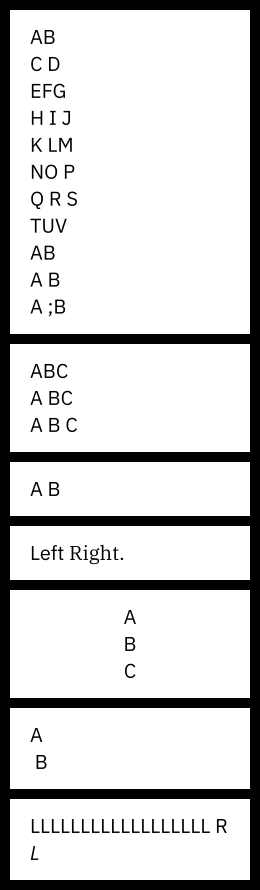 AB
C D
EFG
H I J
K LM
NO P
Q R S
TUV
AB
A B
A ;B
ABC
A BC
A B C
A B
Left Right.
A
B
C
A
B
LLLLLLLLLLLLLLLLLL R
L